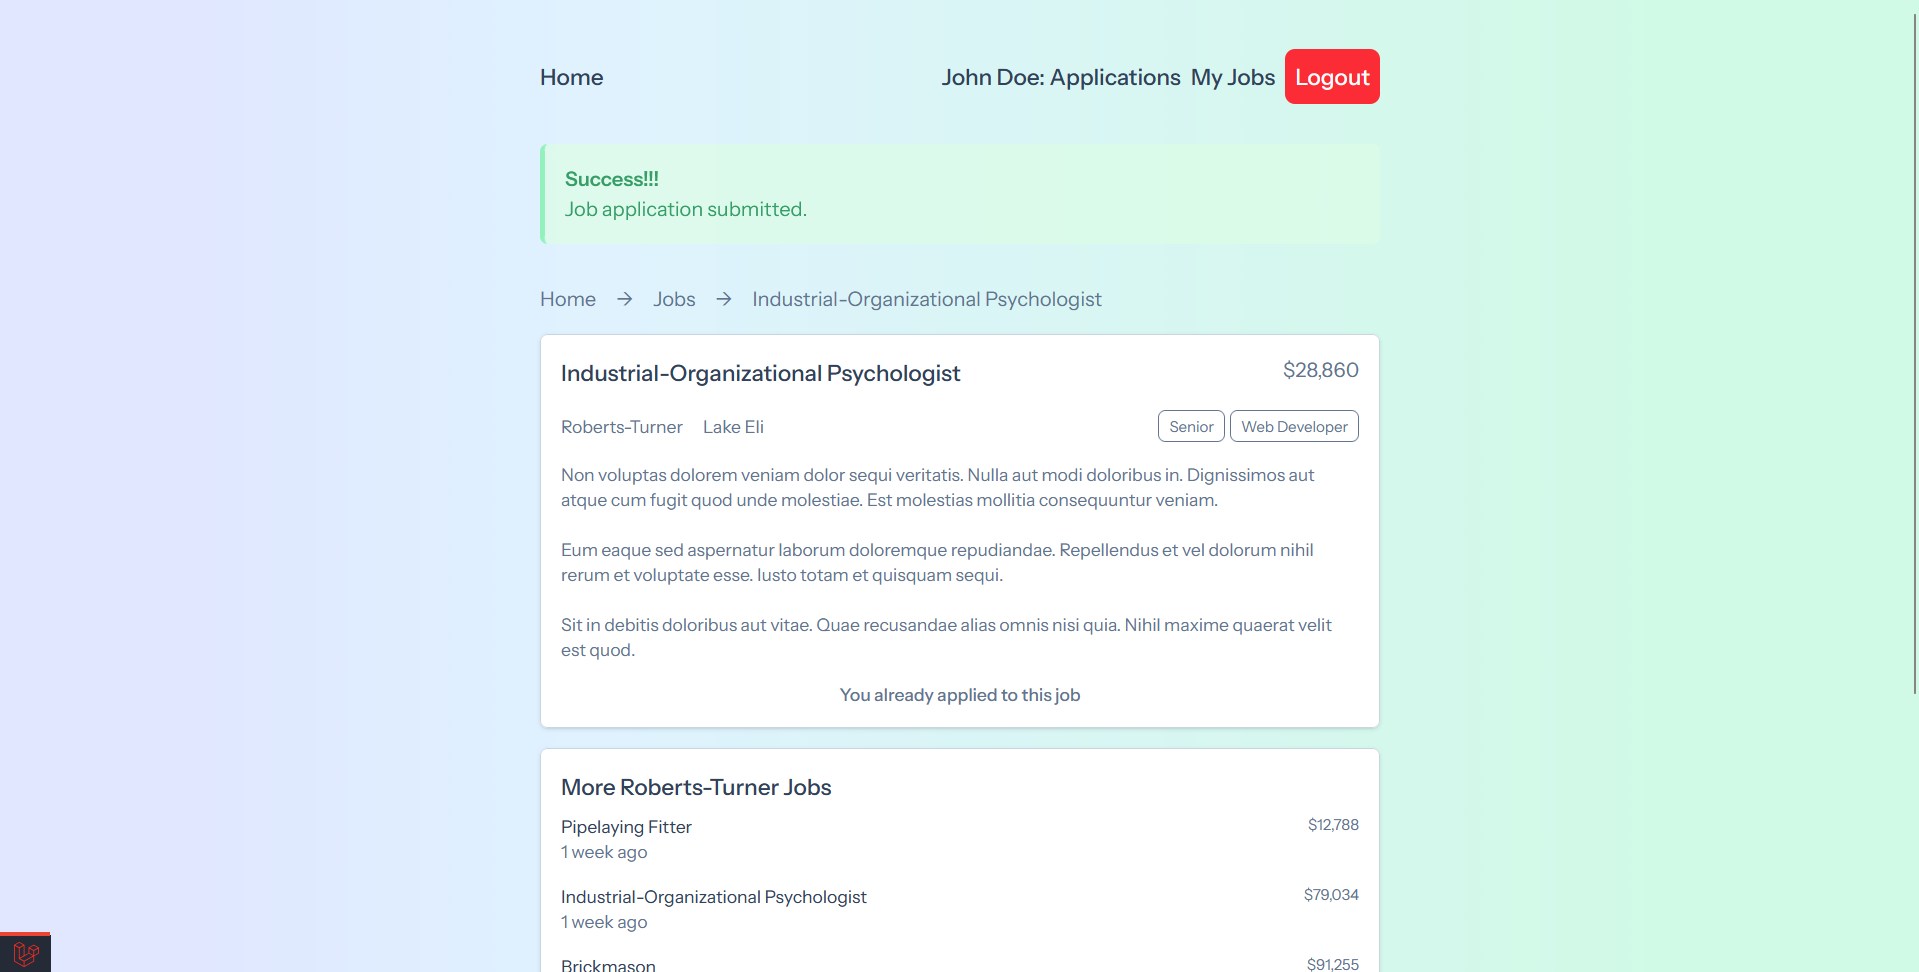 Home John Doe: Applications My Jobs Logout
Success!!!
Job application submitted.
Home → Jobs → Industrial-Organizational Psychologist
Industrial-Organizational Psychologist $28,860
Roberts-Turner Lake Eli Senior Web Developer
Non voluptas dolorem veniam dolor sequi veritatis. Nulla aut modi doloribus in. Dignissimos aut
atque cum fugit quod unde molestiae. Est molestias mollitia consequuntur veniam.
Eum eaque sed aspernatur laborum doloremque repudiandae. Repellendus et vel dolorum nihil
rerum et voluptate esse. Iusto totam et quisquam sequi.
Sit in debitis doloribus aut vitae. Quae recusandae alias omnis nisi quia. Nihil maxime quaerat velit
est quod.
You already applied to this job
More Roberts-Turner Jobs
Pipelaying Fitter $12,788
1 week ago
Industrial-Organizational Psychologist $79,034
1 week ago
Brickmason $91,255